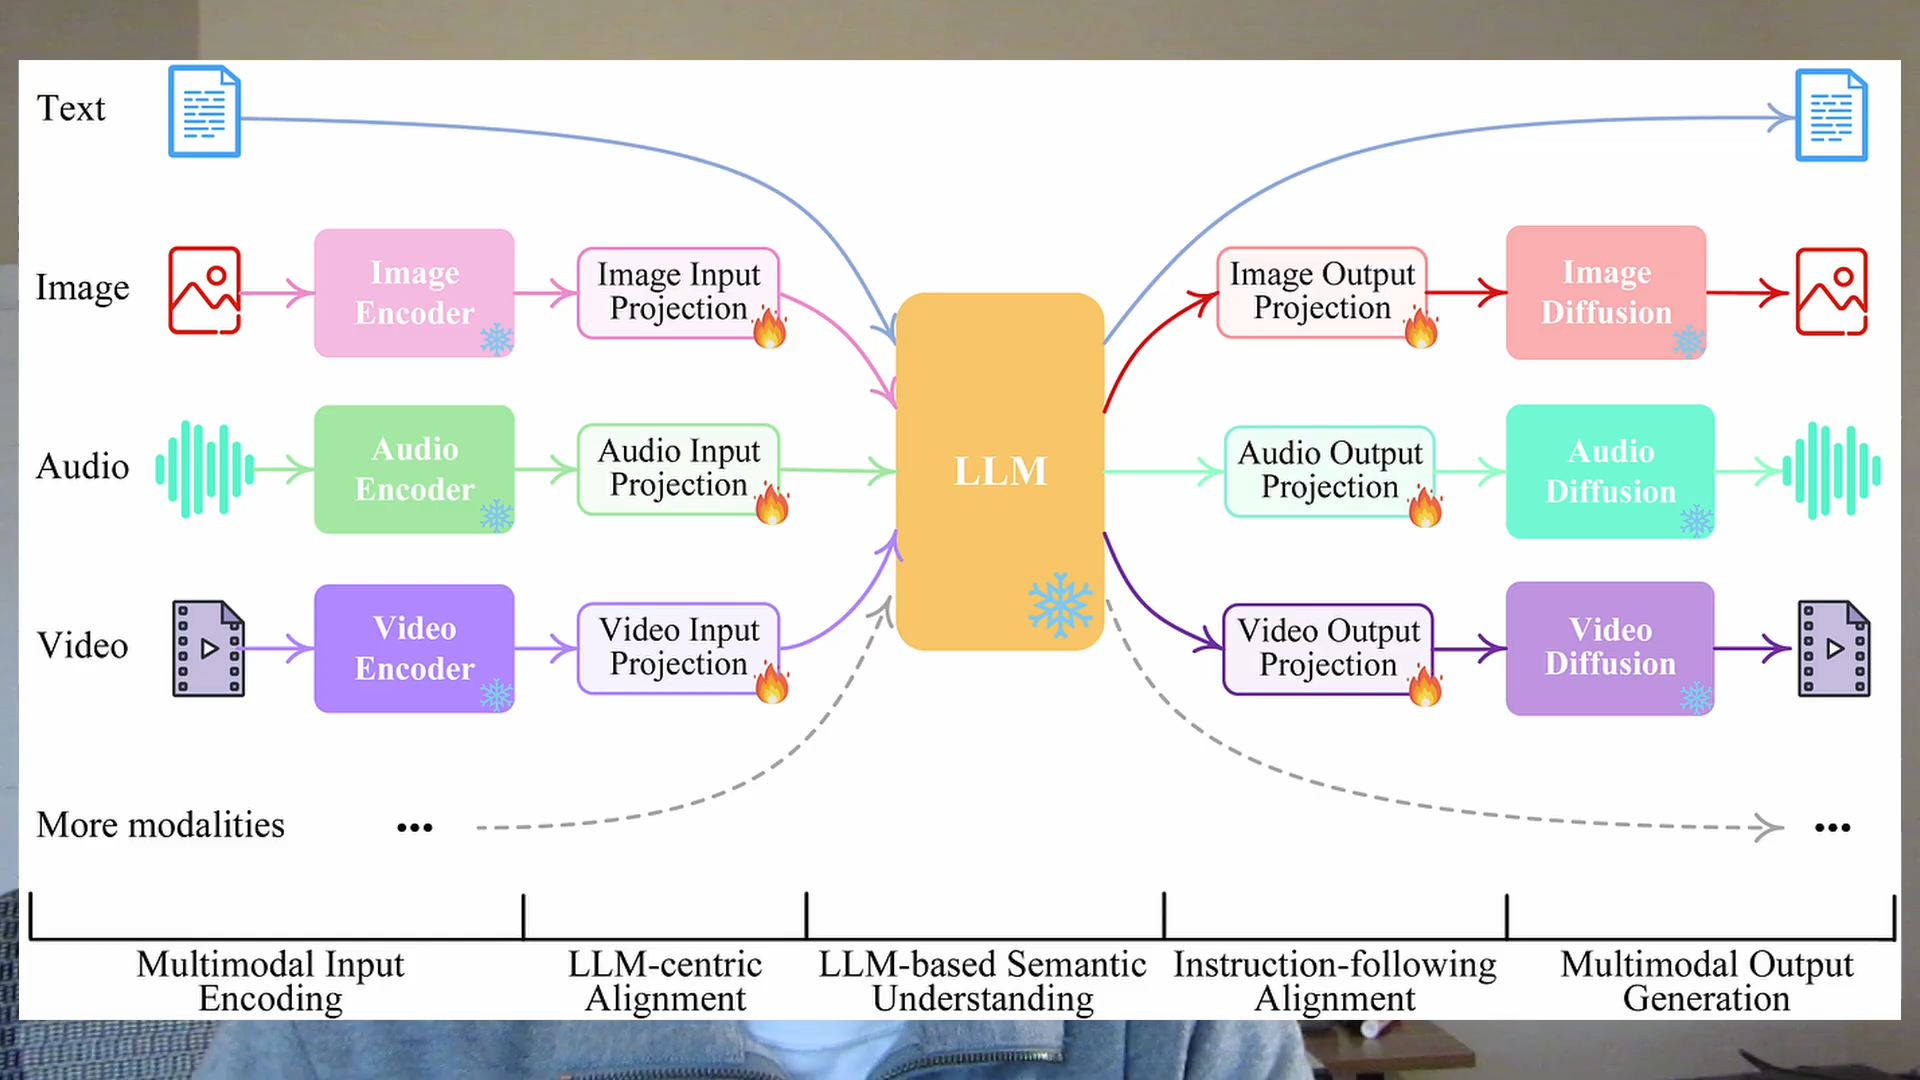 Text
Image
Image
Encoder
Image Input
Projection
Image Output
Projection
Image
Diffusion
Audio
Audio
Encoder
Audio Input
Projection
LLM
Audio Output
Projection
Audio
Diffusion
Video
Video
Encoder
Video Input
Projection
Video Output
Projection
Video
Diffusion
More modalities
...
...
Multimodal Input
Encoding
LLM-centric
Alignment
LLM-based Semantic
Understanding
Instruction-following
Alignment
Multimodal Output
Generation